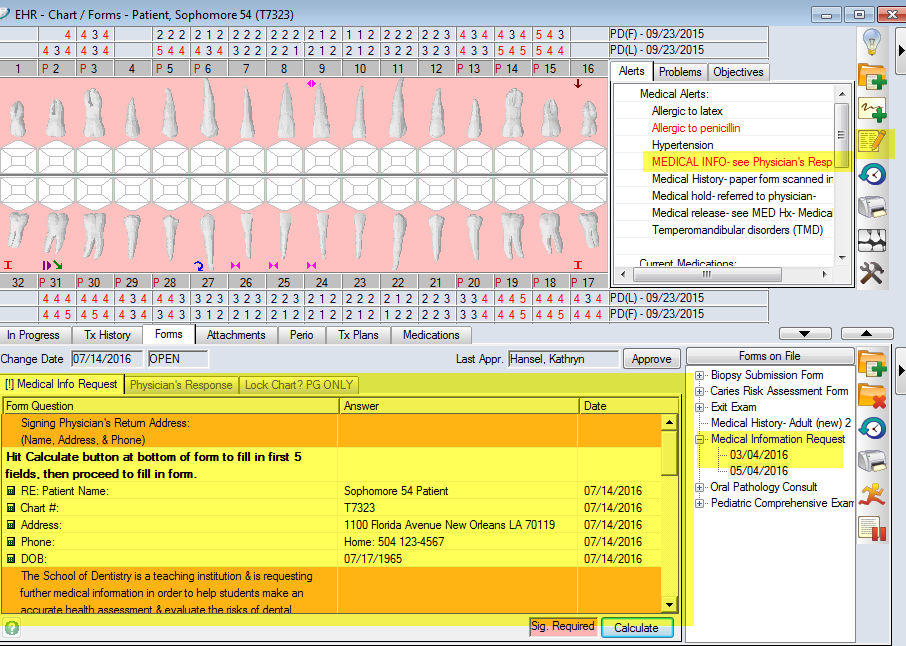 EHR - Chart / Forms - Patient, Sophomore 54 (T7323)
4 4 3 4 2 2 2 2 1 2 2 2 2 2 2 2 2 1 2 1 1 2 2 1 2 2 2 3 4 3 4 4 3 4 5 4 3 PD(F) - 09/23/2015
4 3 4 4 3 4 5 4 4 4 3 3 3 2 2 2 2 2 2 2 1 2 1 2 2 1 2 3 2 2 2 2 3 4 3 3 5 4 5 5 4 4 PD(L) - 09/23/2015
1 P 2 P 3 4 P 5 P 6 7 8 9 10 11 12 P 13 P 14 P 15 16
Alerts Problems Objectives
Medical Alerts:
Allergic to latex
Allergic to penicillin
Hypertension
MEDICAL INFO- see Physician's Resp
Medical History- paper form scanned in
Medical hold- referred to physician-
Medical release- see MED Hx- Medica
Temperomandibular disorders (TMD)
Current Medications:
32 P 31 P 30 P 29 P 28 27 26 25 24 23 22 21 P 20 P 19 P 18 P 17
4 4 4 4 4 4 4 3 4 4 4 3 3 2 3 2 2 3 2 2 3 2 1 2 2 2 2 2 1 2 2 2 3 3 3 4 4 4 5 4 4 5 4 3 4 PD(L) - 09/23/2015
4 4 5 4 5 4 4 4 4 3 3 4 3 1 2 2 1 2 2 1 2 2 1 2 2 2 2 2 1 2 3 2 3 4 3 4 4 4 5 4 4 5 4 4 4 PD(F) - 09/23/2015
In Progress Tx History Forms Attachments Perio Tx Plans Medications
Change Date 07/14/2016 OPEN Last Appr. Hansel, Kathryn Approve
Forms on File
[!] Medical Info Request Physician's Response Lock Chart? PG ONLY
Form Question Answer Date
Signing Physician's Return Address:
(Name, Address, & Phone)
Hit Calculate button at bottom of form to fill in first 5
fields, then proceed to fill in form.
RE: Patient Name: Sophomore 54 Patient 07/14/2016
Chart #: T7323 07/14/2016
Address: 1100 Florida Avenue New Orleans LA 70119 07/14/2016
Phone: Home: 504 123-4567 07/14/2016
DOB: 07/17/1965 07/14/2016
The School of Dentistry is a teaching institution & is requesting
further medical information in order to help students make an
accurate health assessment & evaluate the risks of dental
Sig. Required Calculate
Biopsy Submission Form
Caries Risk Assessment Form
Exit Exam
Medical History- Adult (new) 2
Medical Information Request
03/04/2016
05/04/2016
Oral Pathology Consult
Pediatric Comprehensive Exam